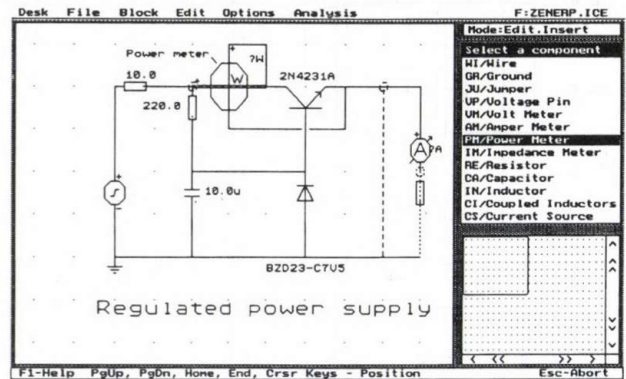 Desk File Block Edit Options Analysis F:ZENERP.ICE
Mode:Edit.Insert
Select a component
WI/Wire
GR/Ground
JU/Jumper
VP/Voltage Pin
VM/Volt Meter
AM/Amper Meter
PM/Power Meter
IM/Impedance Meter
RE/Resistor
CA/Capacitor
IN/Inductor
CI/Coupled Inductors
CS/Current Source
Power meter
?W
W
10.0
2N4231A
220.0
A
?A
10.0u
BZD23-C7V5
Regulated power supply
F1-Help PgUp, PgDn, Home, End, Crsr Keys - Position Esc-Abort